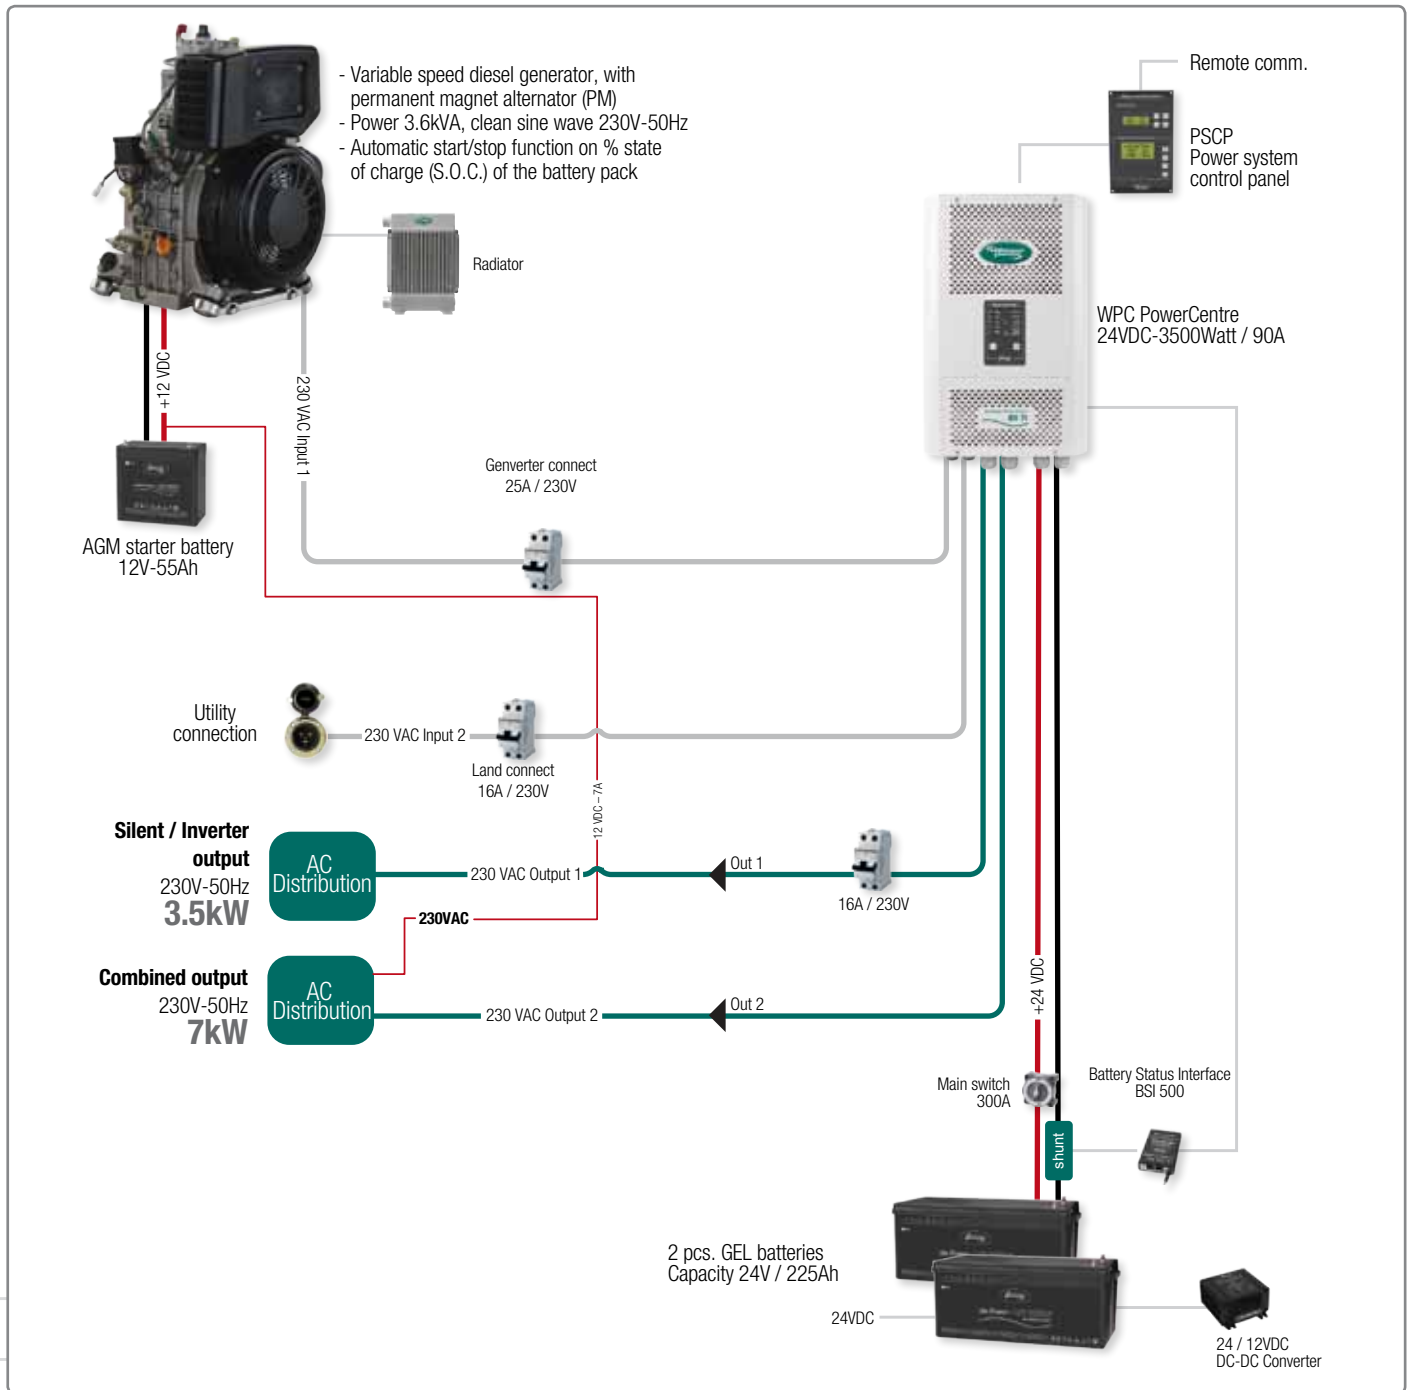 - Variable speed diesel generator, with
permanent magnet alternator (PM)
- Power 3.6kVA, clean sine wave 230V-50Hz
- Automatic start/stop function on % state
of charge (S.O.C.) of the battery pack
Remote comm.
PSCP
Power system
control panel
Radiator
WPC PowerCentre
24VDC-3500Watt / 90A
+12 VDC
230 VAC Input 1
AGM starter battery
12V-55Ah
Genverter connect
25A / 230V
Utility
connection
230 VAC Input 2
Land connect
16A / 230V
12 VDC – 7A
Silent / Inverter
output
230V-50Hz
3.5kW
AC
Distribution
230 VAC Output 1
Out 1
16A / 230V
230VAC
Combined output
230V-50Hz
7kW
AC
Distribution
230 VAC Output 2
Out 2
+24 VDC
Main switch
300A
Battery Status Interface
BSI 500
shunt
2 pcs. GEL batteries
Capacity 24V / 225Ah
24VDC
24 / 12VDC
DC-DC Converter